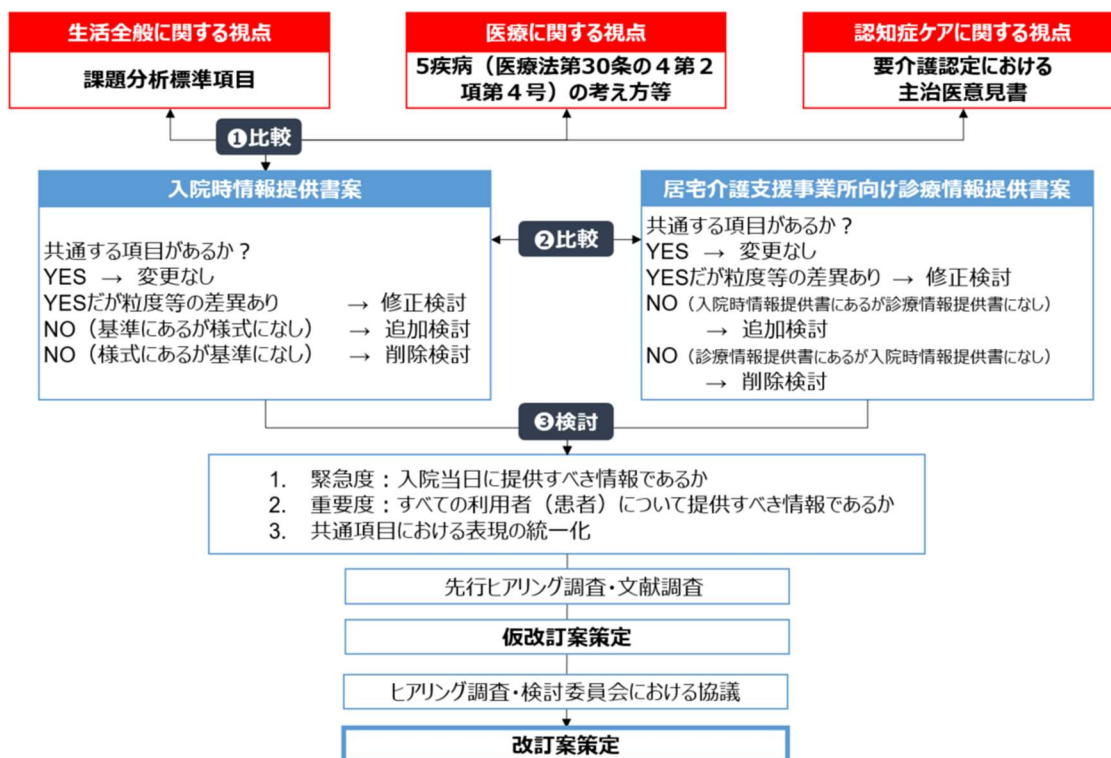 生活全般に関する視点
課題分析標準項目
医療に関する視点
5疾病（医療法第30条の４第２
項第４号）の考え方等
認知症ケアに関する視点
要介護認定における
主治医意見書
❶比較
入院時情報提供書案
共通する項目があるか？
YES → 変更なし
YESだが粒度等の差異あり → 修正検討
NO（基準にあるが様式になし） → 追加検討
NO（様式にあるが基準になし） → 削除検討
❷比較
居宅介護支援事業所向け診療情報提供書案
共通する項目があるか？
YES → 変更なし
YESだが粒度等の差異あり → 修正検討
NO（入院時情報提供書にあるが診療情報提供書になし）
→ 追加検討
NO（診療情報提供書にあるが入院時情報提供書になし）
→ 削除検討
❸検討
1. 緊急度：入院当日に提供すべき情報であるか
2. 重要度：すべての利用者（患者）について提供すべき情報であるか
3. 共通項目における表現の統一化
先行ヒアリング調査・文献調査
仮改訂案策定
ヒアリング調査・検討委員会における協議
改訂案策定